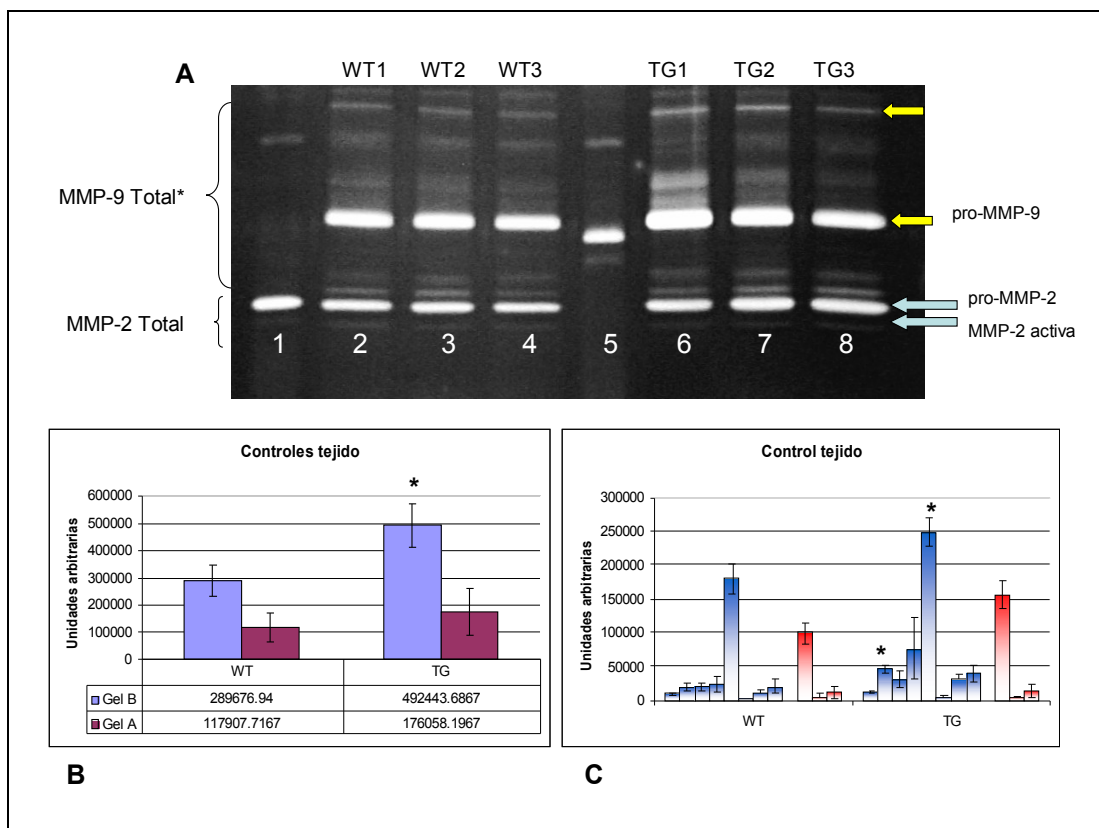 A
WT1 WT2 WT3 TG1 TG2 TG3
MMP-9 Total*
pro-MMP-9
pro-MMP-2
MMP-2 Total
MMP-2 activa
1 2 3 4 5 6 7 8
Controles tejido
*
Unidades arbitrarias
600000
500000
400000
300000
200000
100000
0
WT TG
Gel B 289676.94 492443.6867
Gel A 117907.7167 176058.1967
B
Control tejido
*
*
Unidades arbitrarias
300000
250000
200000
150000
100000
50000
0
WT TG
C